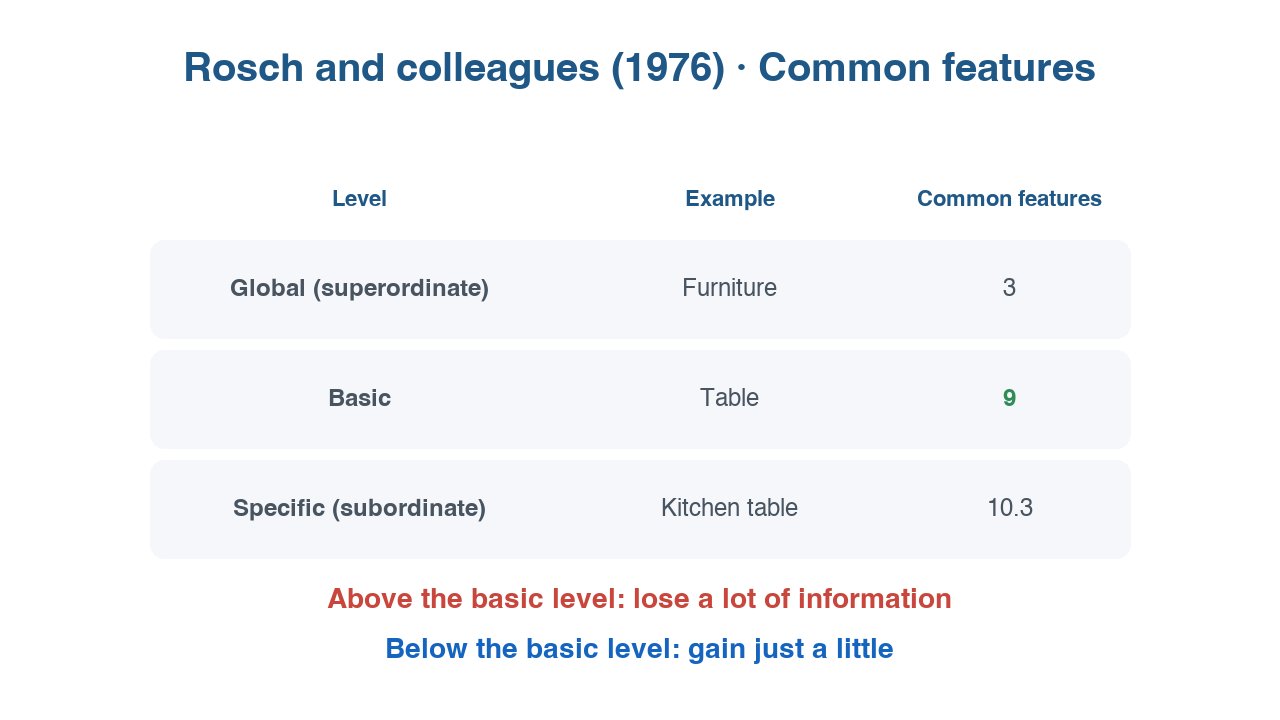 Rosch and colleagues (1976) · Common features
Level Example Common features
Global (superordinate) Furniture 3
Basic Table 9
Specific (subordinate) Kitchen table 10.3
Above the basic level: lose a lot of information
Below the basic level: gain just a little